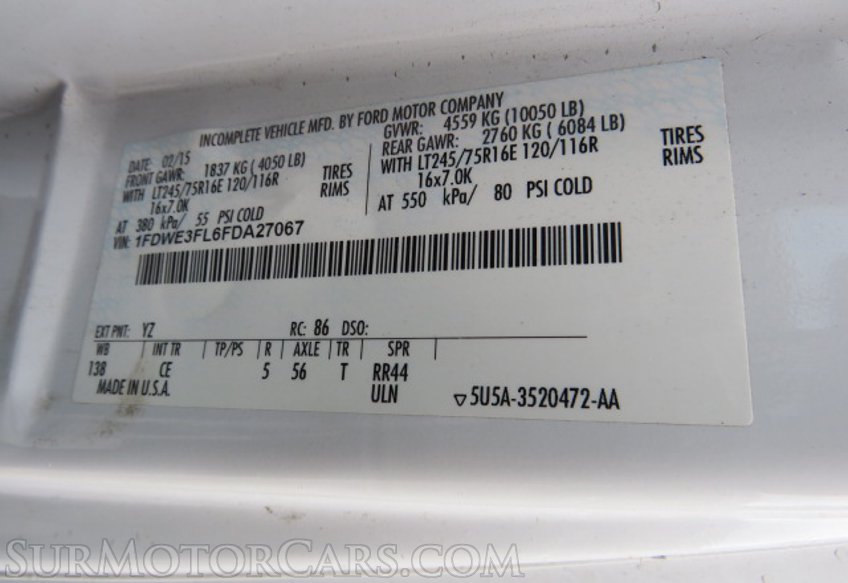 INCOMPLETE VEHICLE MFD. BY FORD MOTOR COMPANY
DATE: 02/15
GVWR: 4559 KG (10050 LB)
FRONT GAWR: 1837 KG (4050 LB)
REAR GAWR: 2760 KG (6084 LB)
WITH LT245/75R16E 120/116R TIRES
WITH LT245/75R16E 120/116R TIRES
16x7.0K RIMS
16x7.0K RIMS
AT 380 kPa/ 55 PSI COLD
AT 550 kPa/ 80 PSI COLD
VIN: 1FDWE3FL6FDA27067
EXT PNT: YZ RC: 86 DSO:
WB INT TR TP/PS R AXLE TR SPR
138 CE 5 56 T RR44
MADE IN U.S.A. ULN
▽5U5A-3520472-AA
SURMOTORCARS.COM